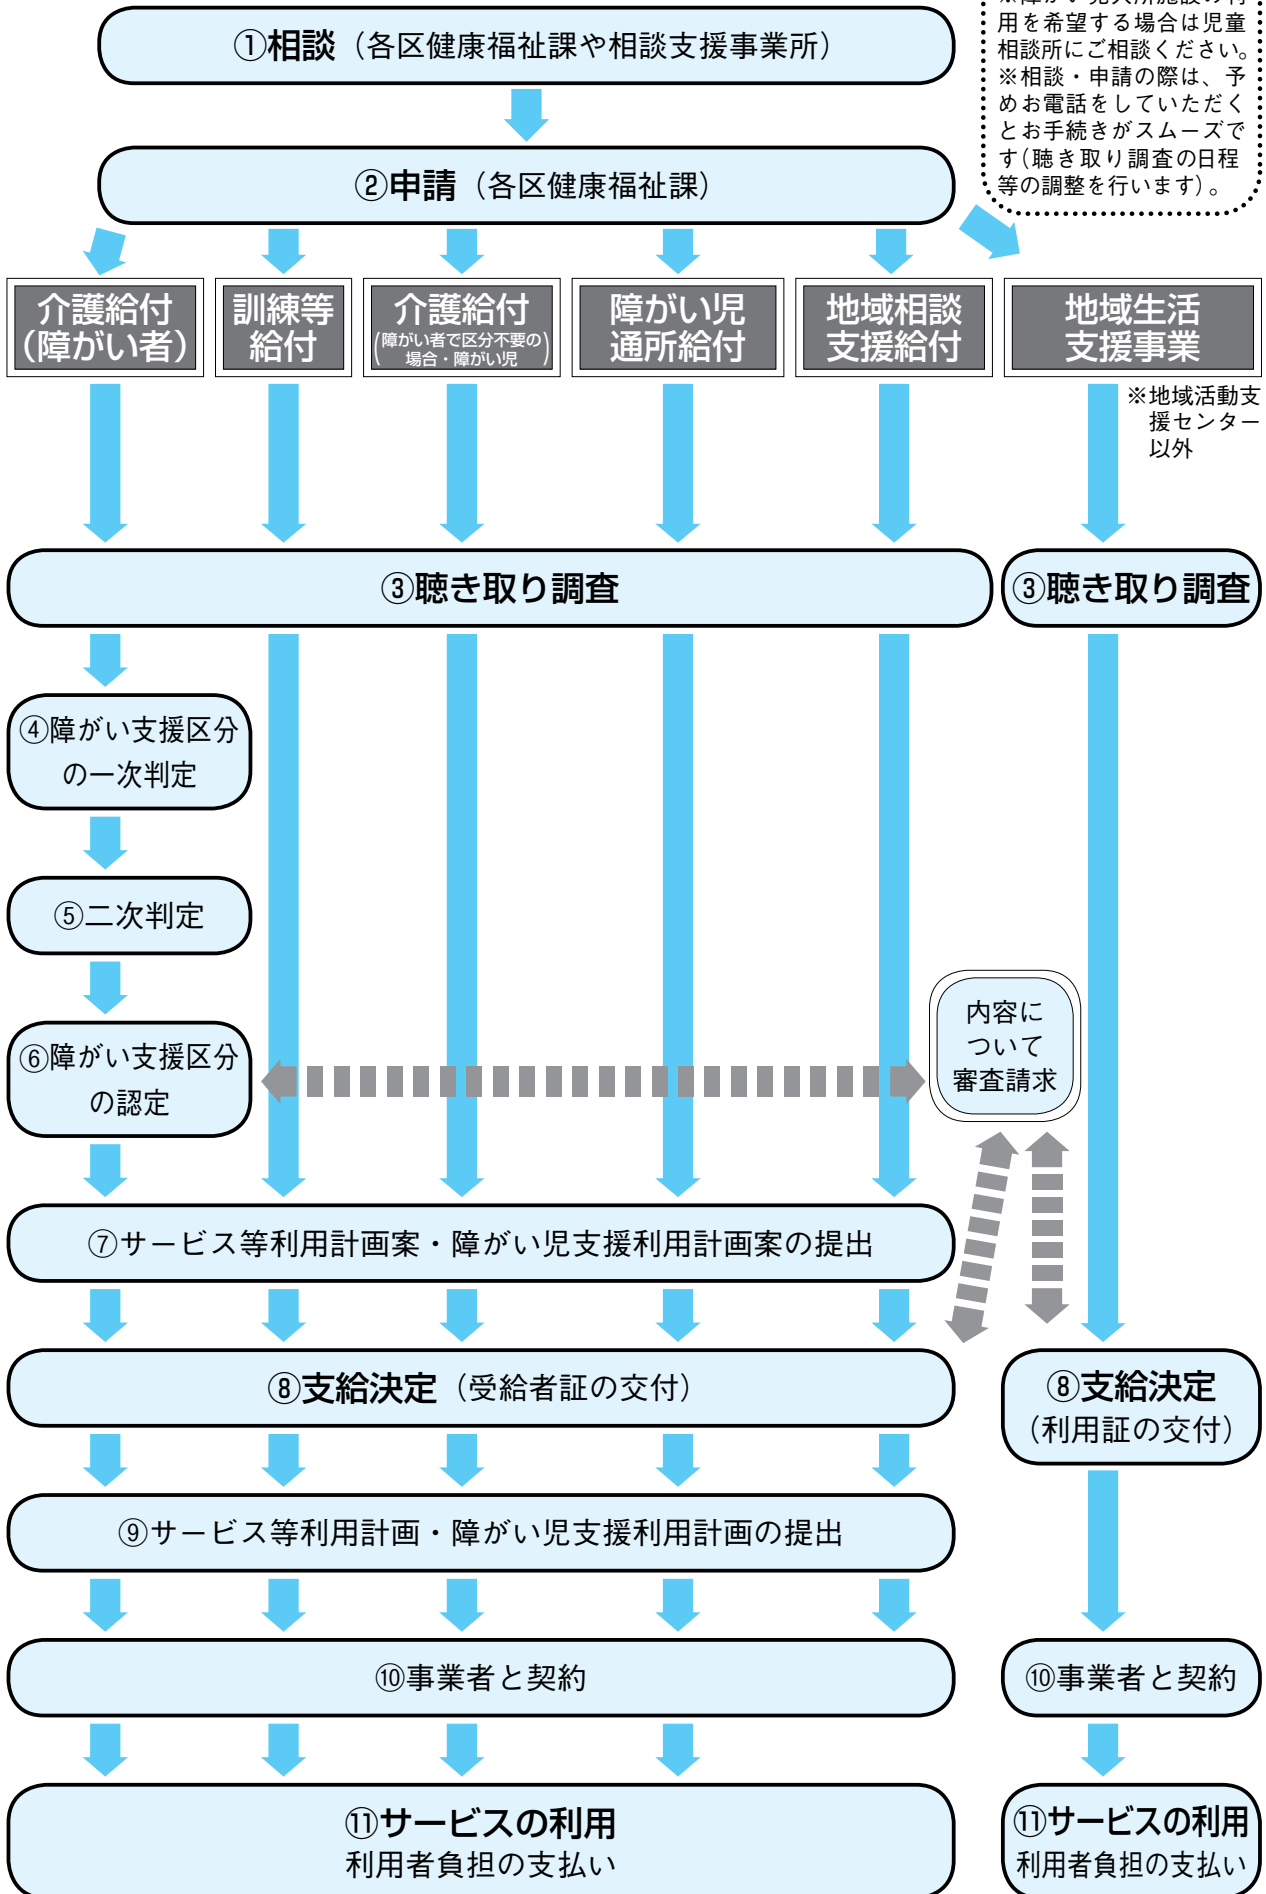 ①相談（各区健康福祉課や相談支援事業所）
用を希望する場合は児童
相談所にご相談ください。
※相談・申請の際は、予
めお電話をしていただく
とお手続きがスムーズで
す（聴き取り調査の日程
等の調整を行います）。
②申請（各区健康福祉課）
介護給付
（障がい者）
訓練等
給付
介護給付
（障がい者で区分不要の
場合・障がい児）
障がい児
通所給付
地域相談
支援給付
地域生活
支援事業
※地域活動支
援センター
以外
③聴き取り調査
③聴き取り調査
④障がい支援区分
の一次判定
⑤二次判定
⑥障がい支援区分
の認定
内容に
ついて
審査請求
⑦サービス等利用計画案・障がい児支援利用計画案の提出
⑧支給決定（受給者証の交付）
⑧支給決定
（利用証の交付）
⑨サービス等利用計画・障がい児支援利用計画の提出
⑩事業者と契約
⑩事業者と契約
⑪サービスの利用
利用者負担の支払い
⑪サービスの利用
利用者負担の支払い